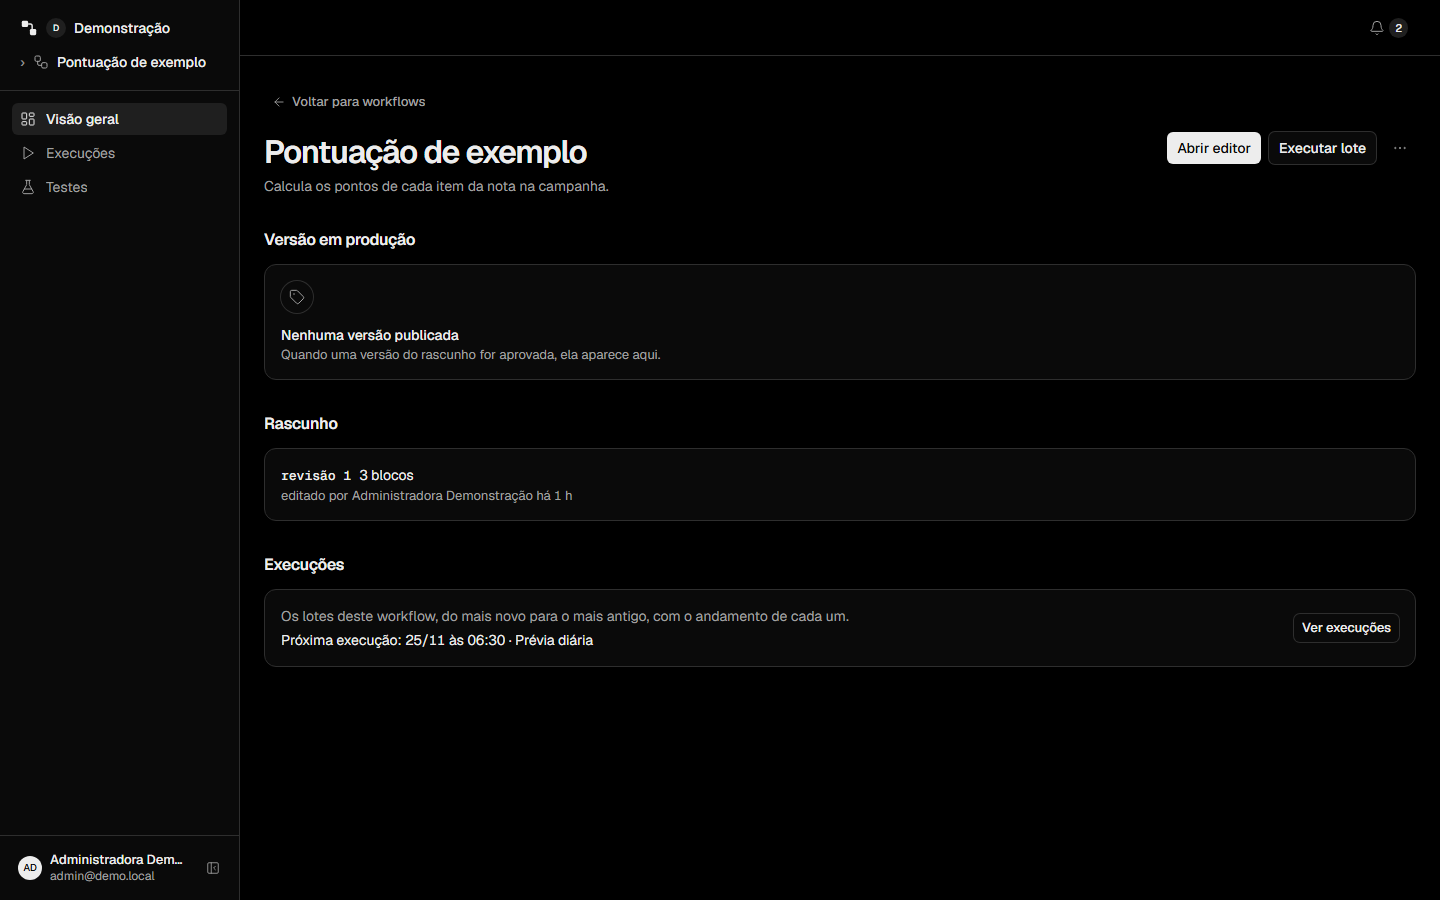 D Demonstração
› Pontuação de exemplo
Visão geral
Execuções
Testes
2
← Voltar para workflows
Pontuação de exemplo
Calcula os pontos de cada item da nota na campanha.
Abrir editor
Executar lote
...
Versão em produção
Nenhuma versão publicada
Quando uma versão do rascunho for aprovada, ela aparece aqui.
Rascunho
revisão 1 3 blocos
editado por Administradora Demonstração há 1 h
Execuções
Os lotes deste workflow, do mais novo para o mais antigo, com o andamento de cada um.
Próxima execução: 25/11 às 06:30 · Prévia diária
Ver execuções
AD
Administradora Dem...
admin@demo.local